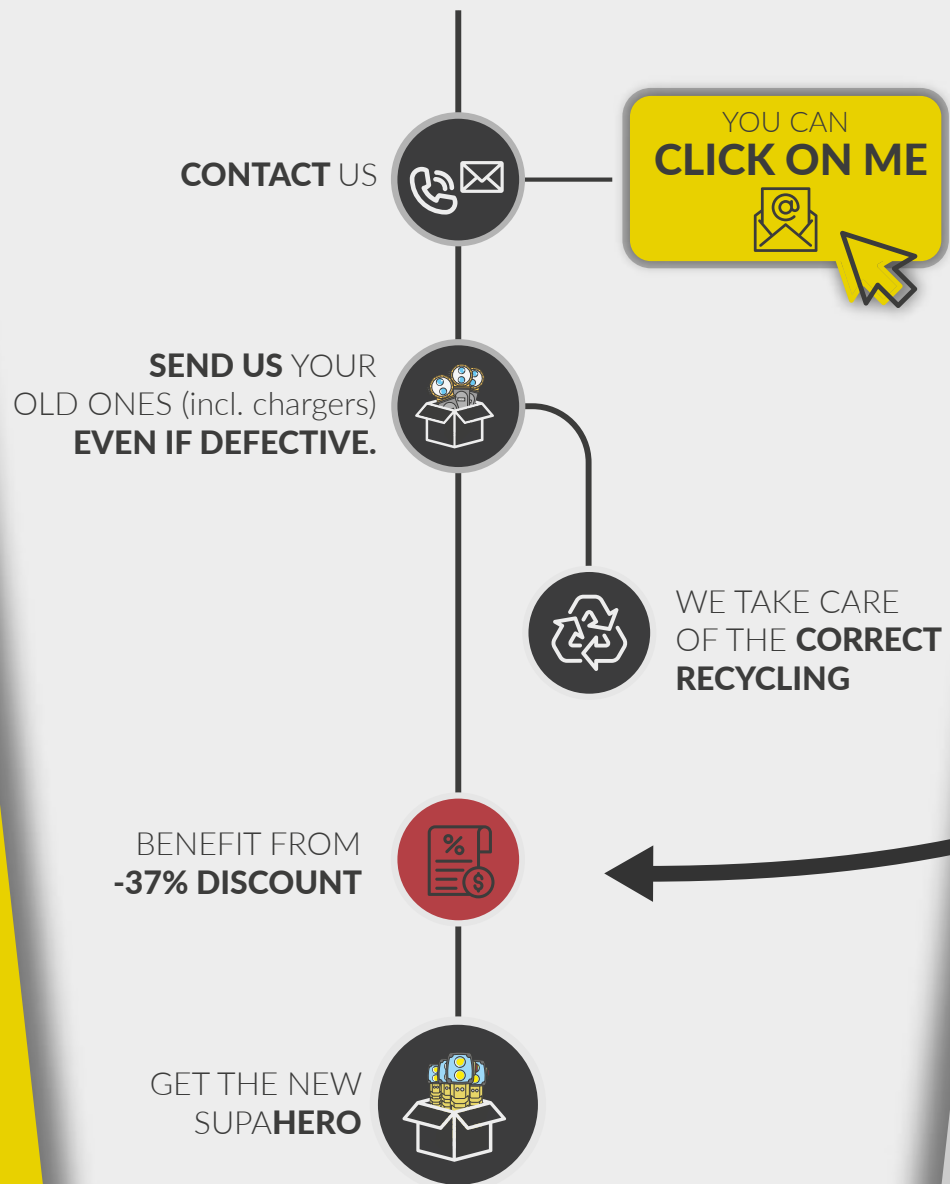 CONTACT US
YOU CAN
CLICK ON ME
@
SEND US YOUR
OLD ONES (incl. chargers)
EVEN IF DEFECTIVE.
WE TAKE CARE
OF THE CORRECT
RECYCLING
BENEFIT FROM
-37% DISCOUNT
%
$
GET THE NEW
SUPAHERO